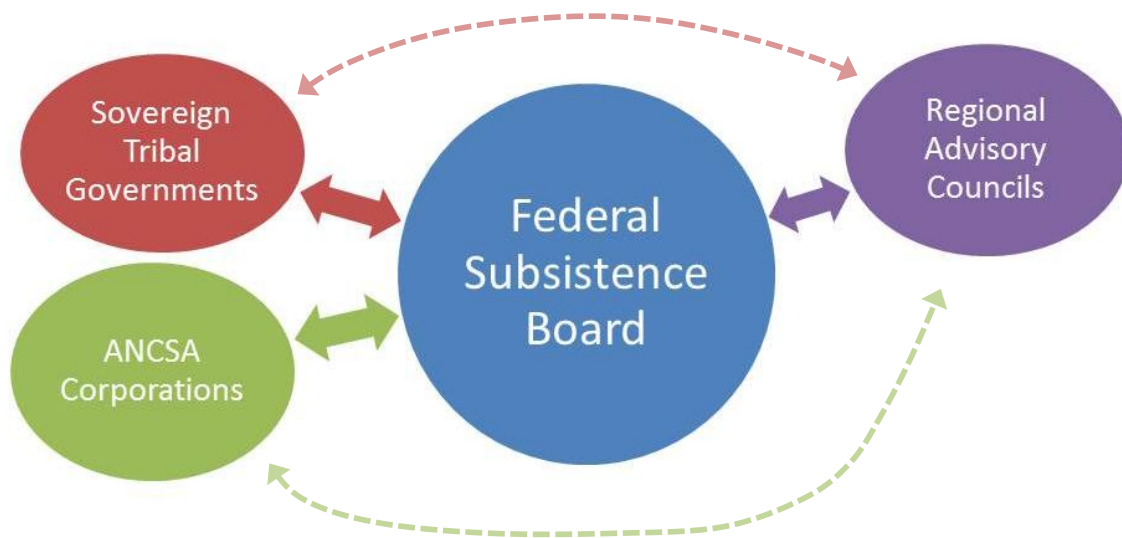 Sovereign
Tribal
Governments
Regional
Advisory
Councils
Federal
Subsistence
Board
ANCSA
Corporations